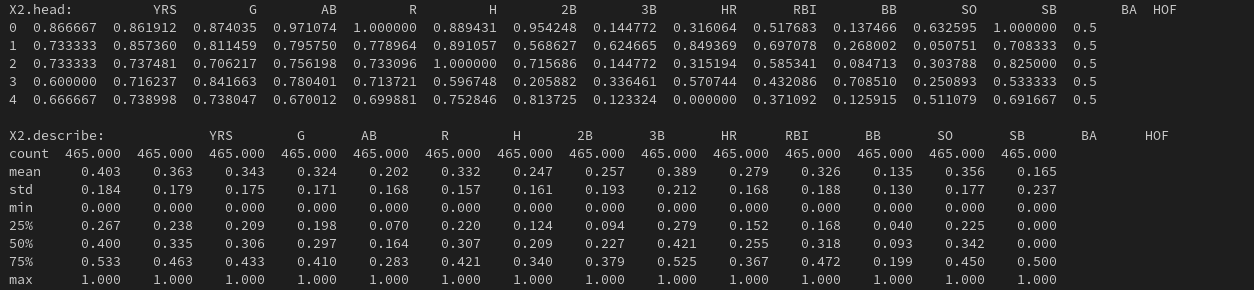 X2.head: YRS G AB R H 2B 3B HR RBI BB SO SB BA HOF
0 0.866667 0.861912 0.874035 0.971074 1.000000 0.889431 0.954248 0.144772 0.316064 0.517683 0.137466 0.632595 1.000000 0.5
1 0.733333 0.857360 0.811459 0.795750 0.778964 0.891057 0.568627 0.624665 0.849369 0.697078 0.268002 0.050751 0.708333 0.5
2 0.733333 0.737481 0.706217 0.756198 0.733096 1.000000 0.715686 0.144772 0.315194 0.585341 0.084713 0.303788 0.825000 0.5
3 0.600000 0.716237 0.841663 0.780401 0.713721 0.596748 0.205882 0.336461 0.570744 0.432086 0.708510 0.250893 0.533333 0.5
4 0.666667 0.738998 0.738047 0.670012 0.699881 0.752846 0.813725 0.123324 0.000000 0.371092 0.125915 0.511079 0.691667 0.5
X2.describe: YRS G AB R H 2B 3B HR RBI BB SO SB BA HOF
count 465.000 465.000 465.000 465.000 465.000 465.000 465.000 465.000 465.000 465.000 465.000 465.000 465.000 465.000
mean 0.403 0.363 0.343 0.324 0.202 0.332 0.247 0.257 0.389 0.279 0.326 0.135 0.356 0.165
std 0.184 0.179 0.175 0.171 0.168 0.157 0.161 0.193 0.212 0.168 0.188 0.130 0.177 0.237
min 0.000 0.000 0.000 0.000 0.000 0.000 0.000 0.000 0.000 0.000 0.000 0.000 0.000 0.000
25% 0.267 0.238 0.209 0.198 0.070 0.220 0.124 0.094 0.279 0.152 0.168 0.040 0.225 0.000
50% 0.400 0.335 0.306 0.297 0.164 0.307 0.209 0.227 0.421 0.255 0.318 0.093 0.342 0.000
75% 0.533 0.463 0.433 0.410 0.283 0.421 0.340 0.379 0.525 0.367 0.472 0.199 0.450 0.500
max 1.000 1.000 1.000 1.000 1.000 1.000 1.000 1.000 1.000 1.000 1.000 1.000 1.000 1.000